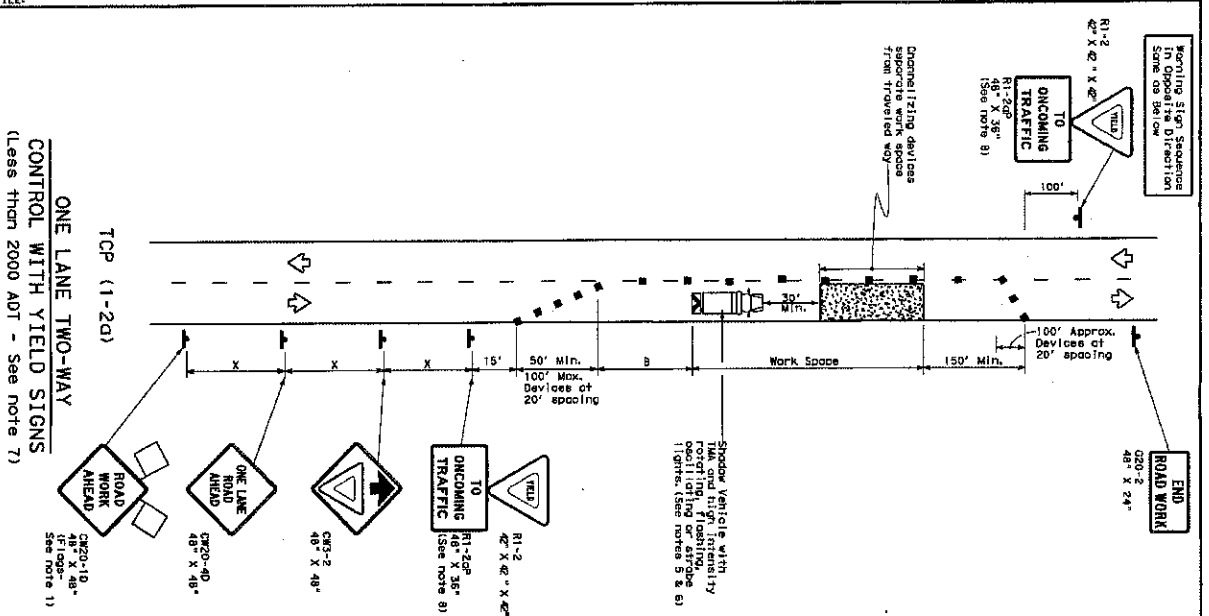 Warning Sign Sequence
in Opposite Direction
Same as Below
R1-2
42" X 42" X 42"
YIELD
TO
ONCOMING
TRAFFIC
R1-2aP
48" X 36"
(See note 8)
100'
Channelizing devices
separate work space
from traveled way
30'
Min.
100' Approx.
Devices at
20' spacing
END
ROAD WORK
G20-2
48" X 24"
X
X
X
15'
50' Min.
100' Max.
Devices at
20' spacing
B
Work Space
150' Min.
Shadow Vehicle with
TMA and high intensity
rotating, flashing,
oscillating or strobe
lights. (See notes 5 & 6)
YIELD
R1-2
42" X 42" X 42"
TO
ONCOMING
TRAFFIC
R1-2aP
48" X 36"
(See note 8)
CW3-2
48" X 48"
ONE LANE
ROAD
AHEAD
CW20-4D
48" X 48"
ROAD
WORK
AHEAD
CW20-1D
48" X 48"
(Flags-
See note 1)
TCP (1-2a)
ONE LANE TWO-WAY
CONTROL WITH YIELD SIGNS
(Less than 2000 ADT - See note 7)